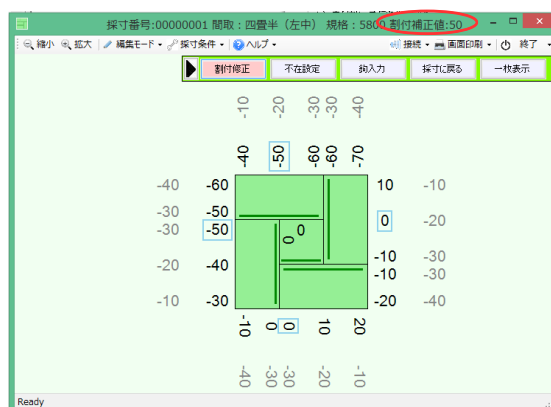 採寸番号:00000001 間取：四畳半（左中） 規格：5800 割付補正値:50
縮小 拡大 編集モード 採寸条件 ヘルプ 接続 画面印刷 終了
割付修正 不在設定 鉤入力 採寸に戻る 一枚表示
-10 -20 -30 -30
-40 -50 -60 -60 -70
-40 -60 10 -10
-30 -50 0 -20
-30 -50
0 0
-10 -30
-20 -40 -10 -30
-10 -30 -20 -40
-10 0 0 10 20
-40 -30 -30 -20 -10
Ready